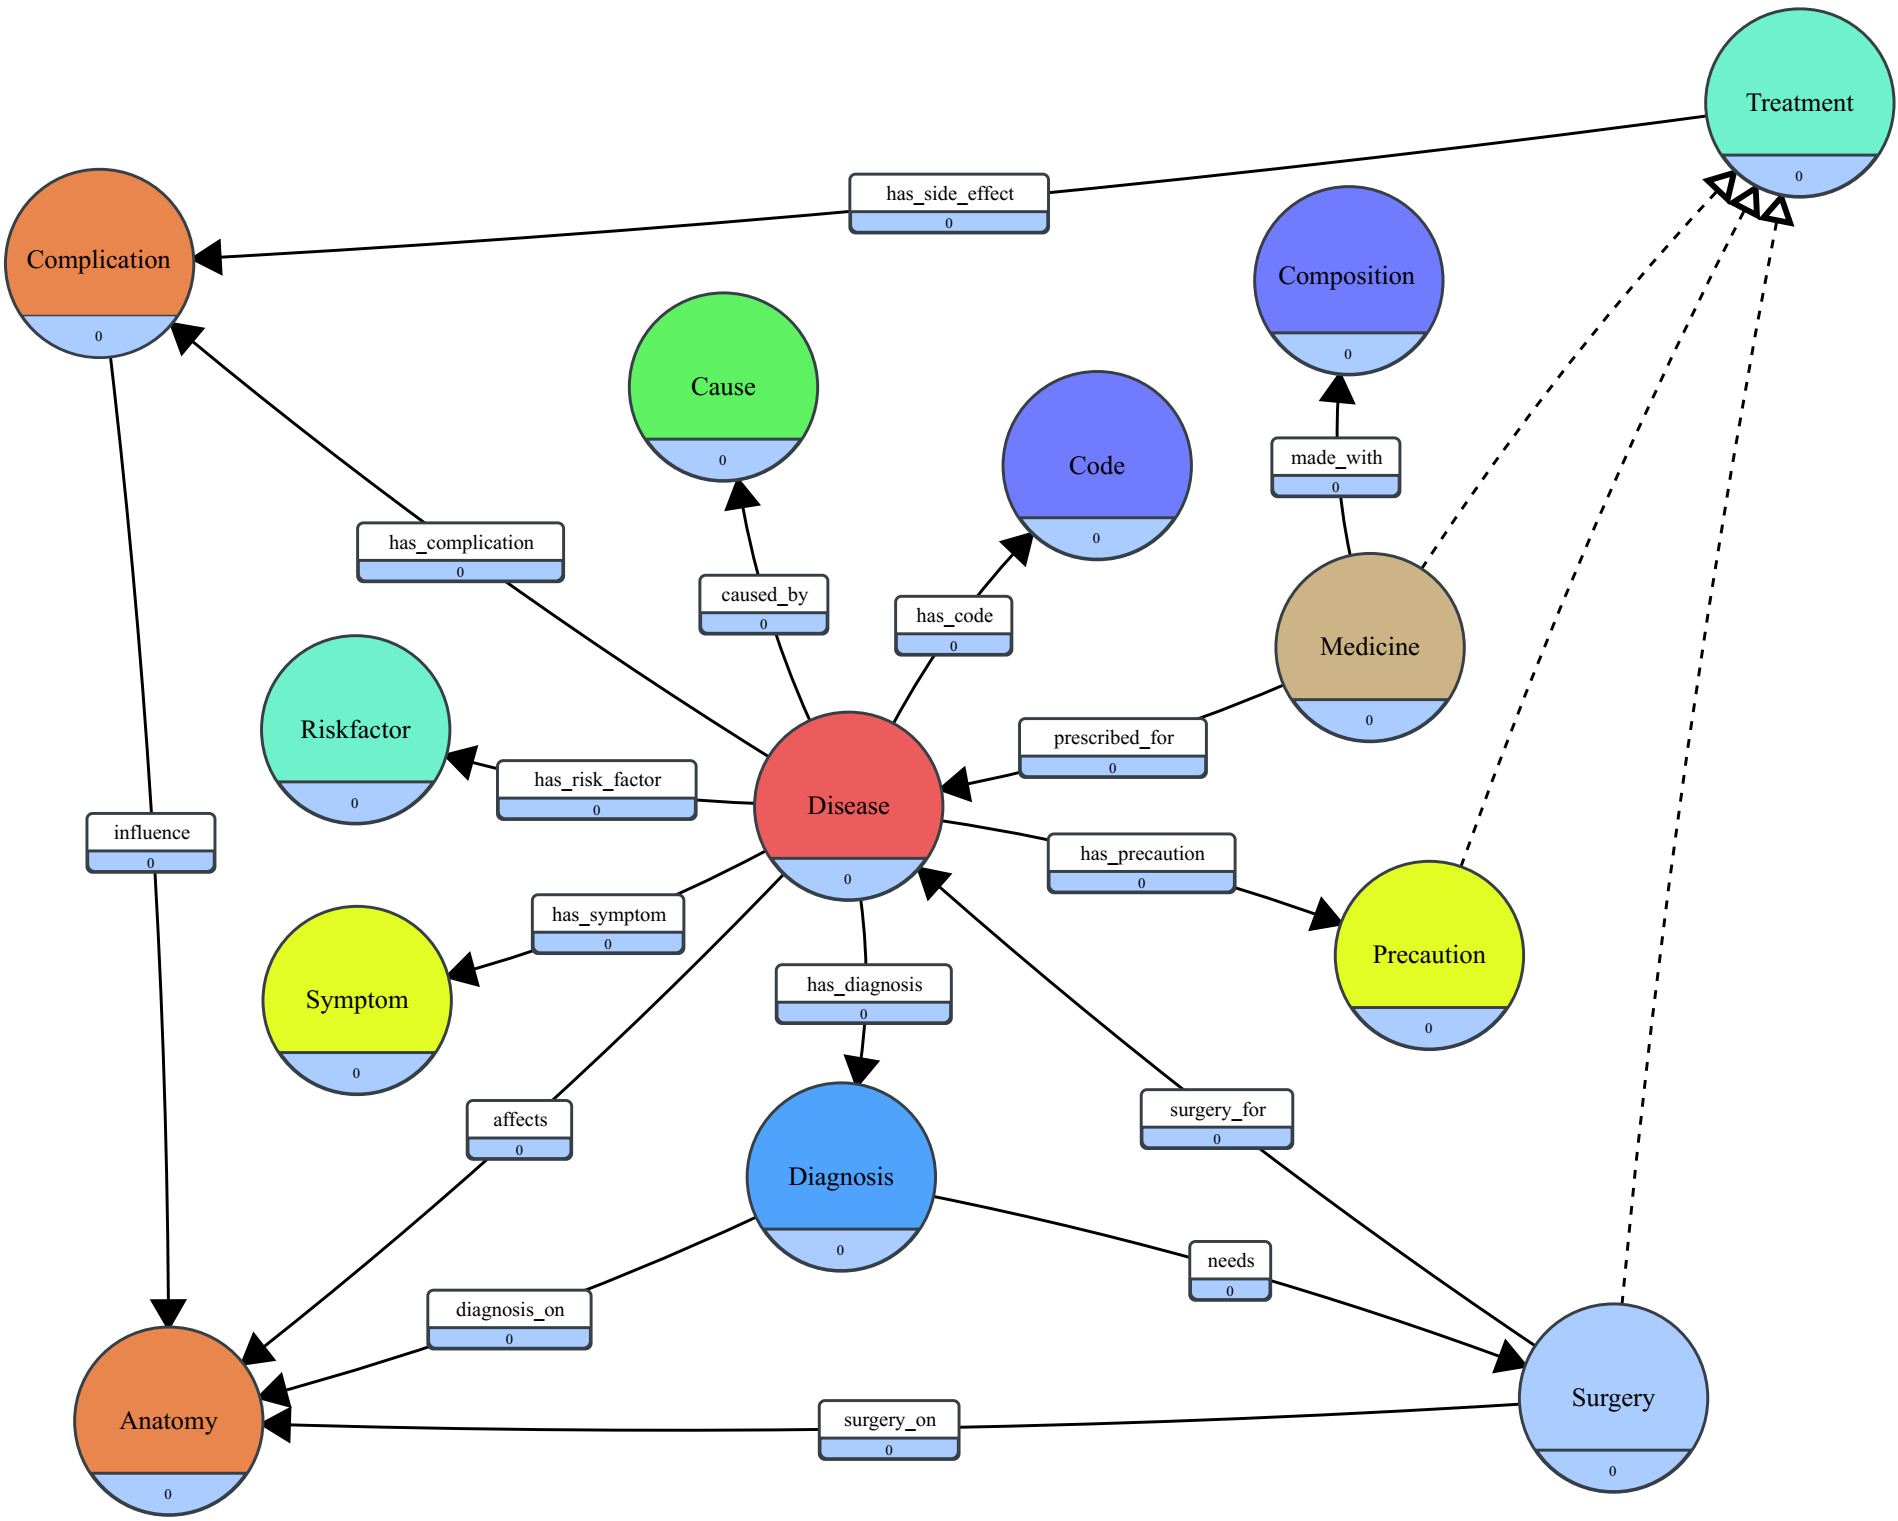 Treatment
0
has_side_effect
0
Complication
0
Composition
0
Cause
0
Code
0
made_with
0
has_complication
0
caused_by
0
has_code
0
Medicine
0
Riskfactor
0
prescribed_for
0
has_risk_factor
0
Disease
0
influence
0
has_precaution
0
has_symptom
0
Precaution
0
Symptom
0
has_diagnosis
0
affects
0
surgery_for
0
Diagnosis
0
needs
0
diagnosis_on
0
Surgery
0
Anatomy
0
surgery_on
0